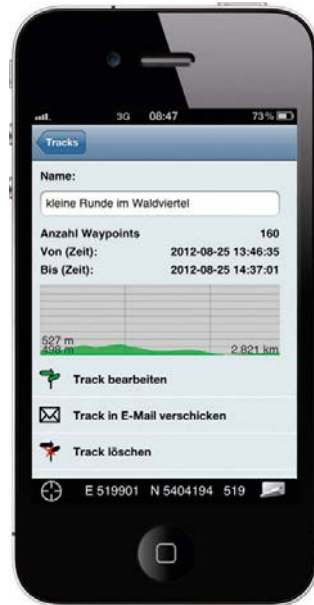 3G 08:47 73%
Tracks
Name:
kleine Runde im Waldviertel
Anzahl Waypoints 160
Von (Zeit): 2012-08-25 13:46:35
Bis (Zeit): 2012-08-25 14:37:01
527 m
498 m 2.821 km
Track bearbeiten
Track in E-Mail verschicken
Track löschen
E 519901 N 5404194 519